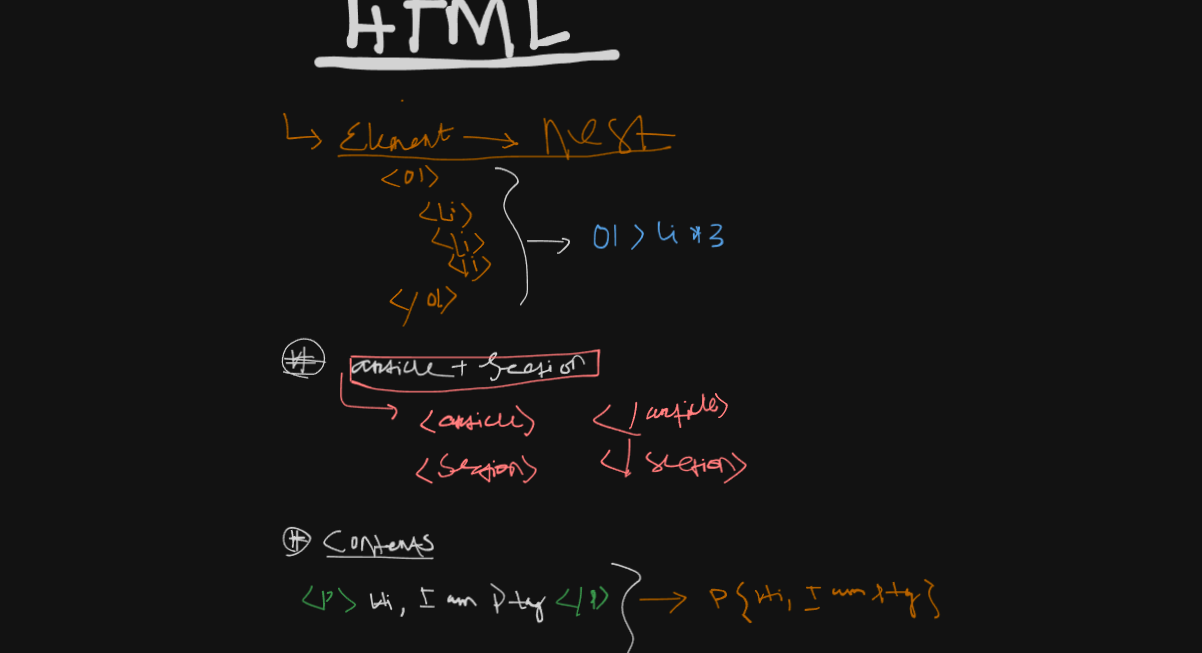 HTML
↳ Element → Nest
<ol>
<li>
<li>
<li>
</ol>
→ ol > li * 3
# article + Section
<article> </article>
<Section> </section>
# Contents
<p> Hi, I am P tag </p> → P{Hi, I am P tag}